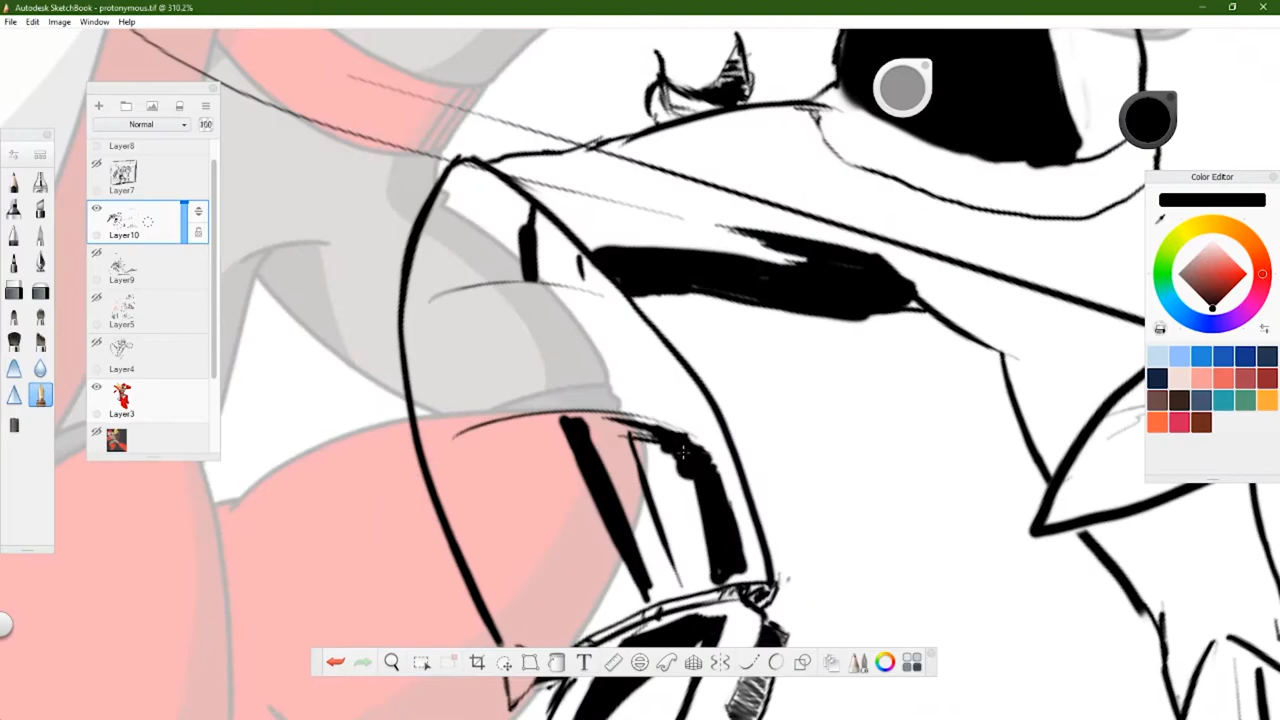 Autodesk SketchBook - protonymous.tif @ 310.2%
File Edit Image Window Help
Normal
100
Layer8
Layer7
Layer10
Layer9
Layer5
Layer4
Layer3
Color Editor
T